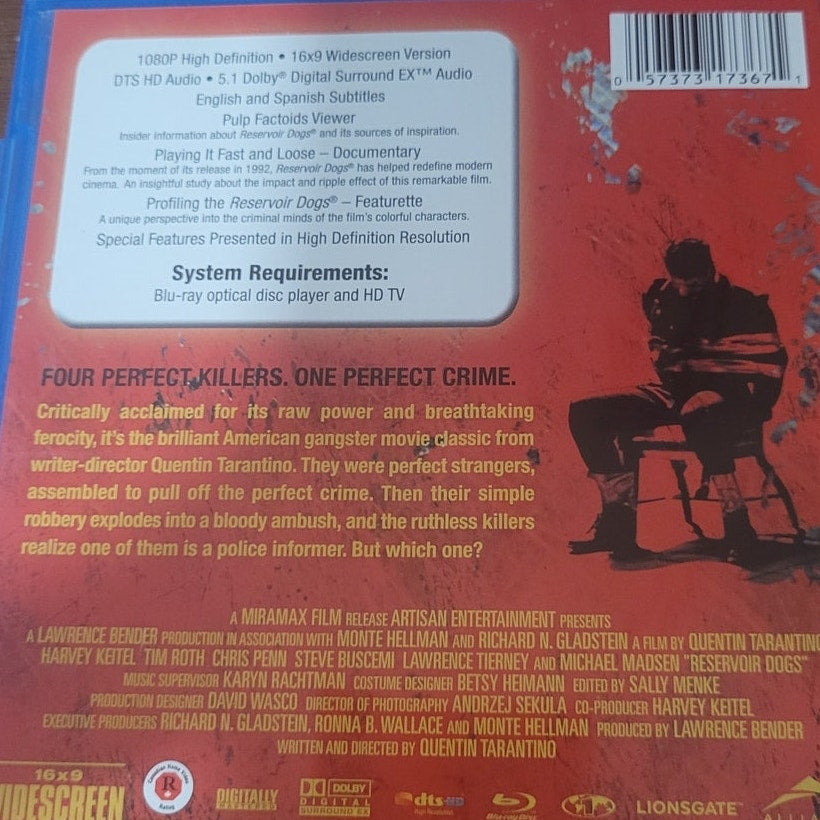 1080P High Definition • 16x9 Widescreen Version
DTS HD Audio • 5.1 Dolby® Digital Surround EX™ Audio
English and Spanish Subtitles
Pulp Factoids Viewer
Insider information about Reservoir Dogs® and its sources of inspiration.
Playing It Fast and Loose – Documentary
From the moment of its release in 1992, Reservoir Dogs® has helped redefine modern
cinema. An insightful study about the impact and ripple effect of this remarkable film.
Profiling the Reservoir Dogs® – Featurette
A unique perspective into the criminal minds of the film's colorful characters.
Special Features Presented in High Definition Resolution
System Requirements:
Blu-ray optical disc player and HD TV
0 57373 17367 1
FOUR PERFECT KILLERS. ONE PERFECT CRIME.
Critically acclaimed for its raw power and breathtaking
ferocity, it's the brilliant American gangster movie classic from
writer-director Quentin Tarantino. They were perfect strangers,
assembled to pull off the perfect crime. Then their simple
robbery explodes into a bloody ambush, and the ruthless killers
realize one of them is a police informer. But which one?
A MIRAMAX FILM RELEASE ARTISAN ENTERTAINMENT PRESENTS
A LAWRENCE BENDER PRODUCTION IN ASSOCIATION WITH MONTE HELLMAN AND RICHARD N. GLADSTEIN A FILM BY QUENTIN TARANTINO
HARVEY KEITEL TIM ROTH CHRIS PENN STEVE BUSCEMI LAWRENCE TIERNEY AND MICHAEL MADSEN "RESERVOIR DOGS"
MUSIC SUPERVISOR KARYN RACHTMAN COSTUME DESIGNER BETSY HEIMANN EDITED BY SALLY MENKE
PRODUCTION DESIGNER DAVID WASCO DIRECTOR OF PHOTOGRAPHY ANDRZEJ SEKULA CO-PRODUCER HARVEY KEITEL
EXECUTIVE PRODUCERS RICHARD N. GLADSTEIN, RONNA B. WALLACE AND MONTE HELLMAN PRODUCED BY LAWRENCE BENDER
WRITTEN AND DIRECTED BY QUENTIN TARANTINO
16x9
WIDESCREEN
Canadian Home Video
R
Rated
DIGITALLY
MASTERED
DOLBY
DIGITAL
SURROUND EX
dts-HD
High Resolution
Blu-ray Disc
LIONSGATE™